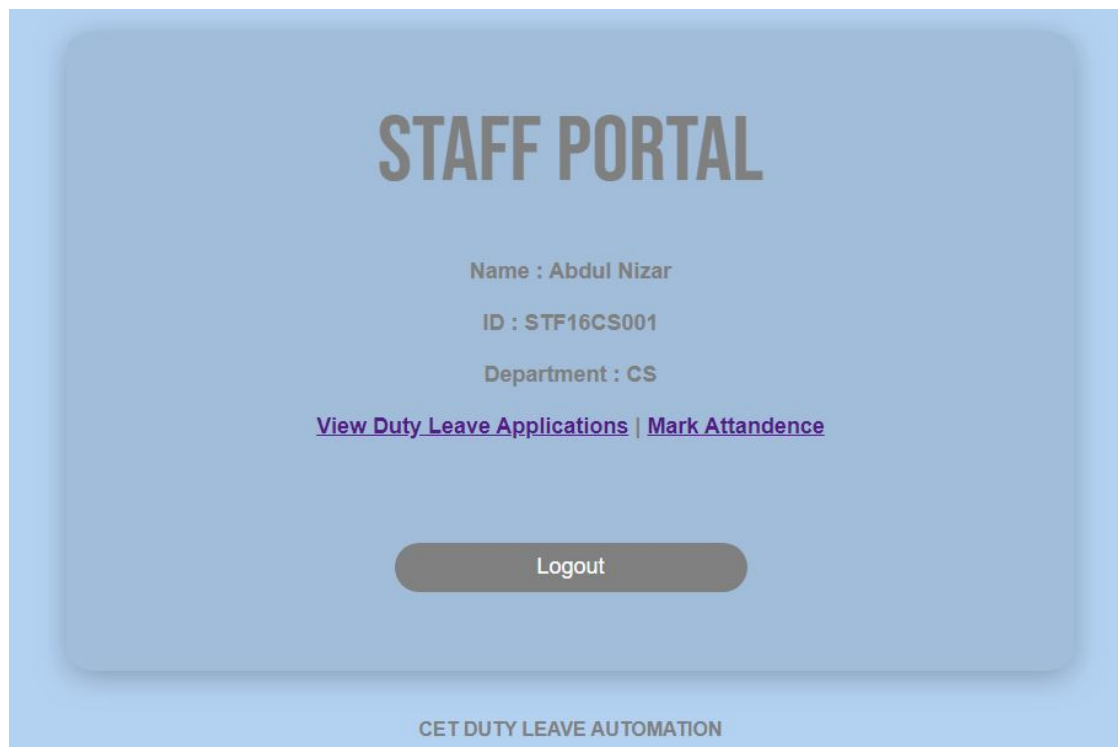 STAFF PORTAL
Name : Abdul Nizar
ID : STF16CS001
Department : CS
View Duty Leave Applications | Mark Attandence
Logout
CET DUTY LEAVE AUTOMATION